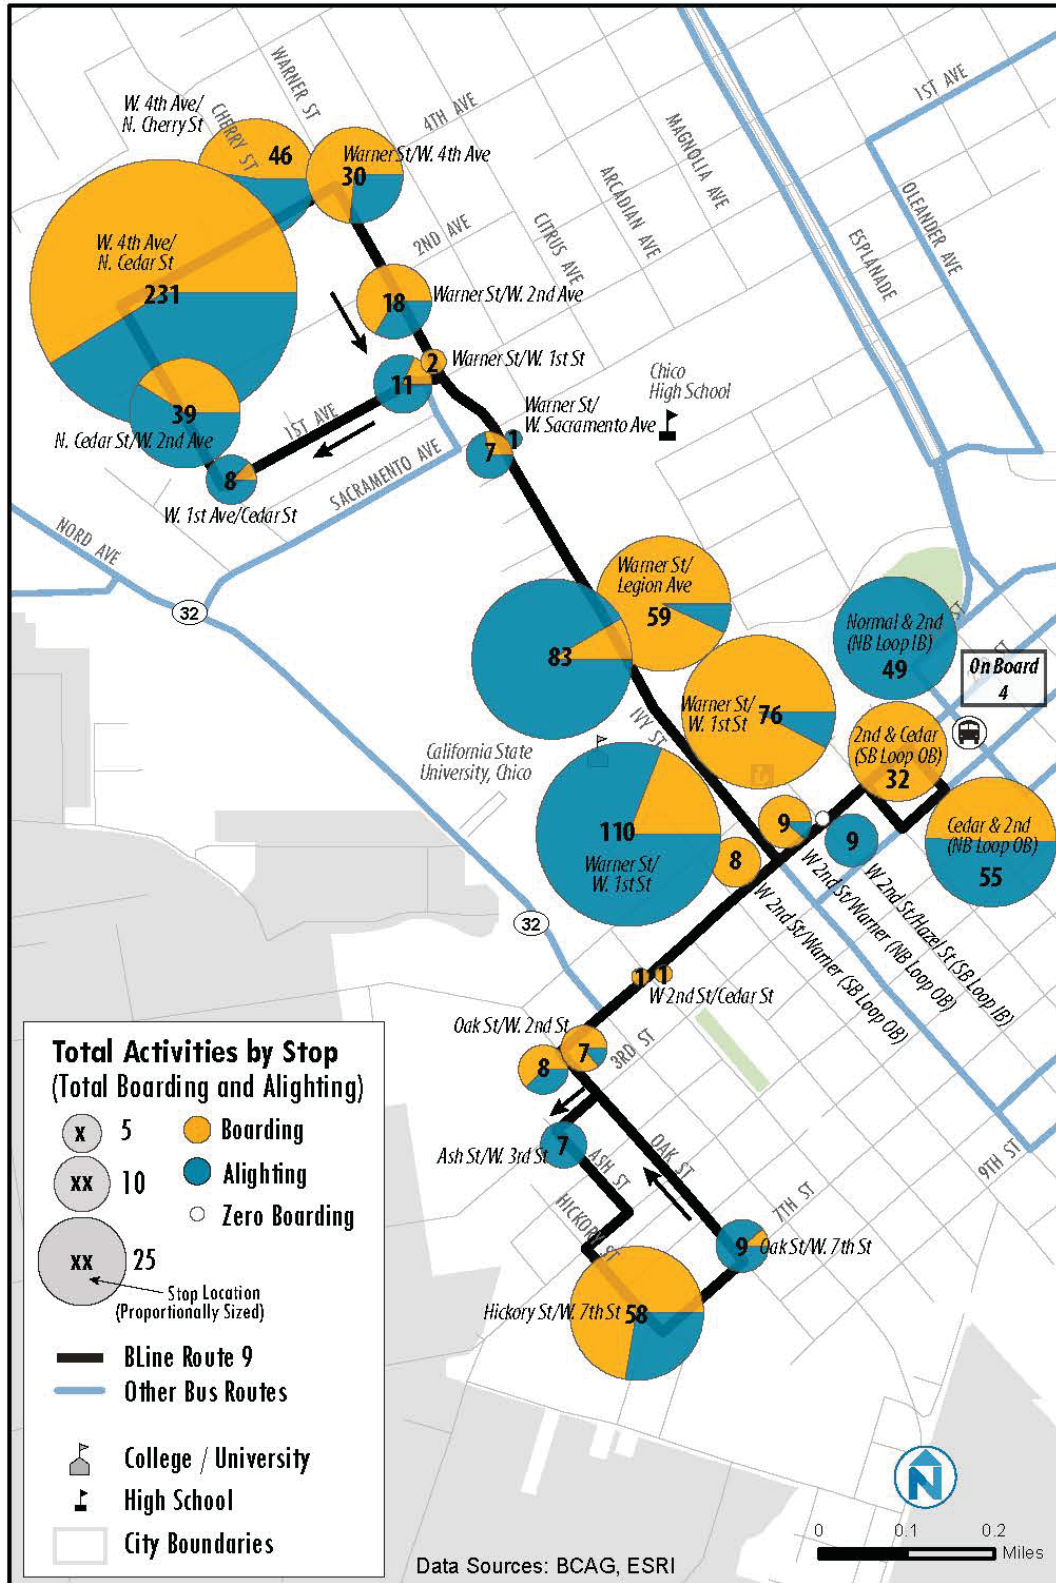 WARNER ST
W. 4th Ave/
N. Cherry St
CHERRY ST
46
4TH AVE
1ST AVE
Warner St/W. 4th Ave
30
MAGNOLIA AVE
ARCADIAN AVE
OLEANDER AVE
CITRUS AVE
2ND AVE
ESPLANADE
W. 4th Ave/
N. Cedar St
231
18
Warner St/W. 2nd Ave
2
Warner St/W. 1st St
11
Chico
High School
39
N. Cedar St/W. 2nd Ave
1ST AVE
Warner St/
W. Sacramento Ave
1
7
SACRAMENTO AVE
8
W. 1st Ave/Cedar St
NORD AVE
32
Warner St/
Legion Ave
59
83
Normal & 2nd
(NB Loop IB)
49
ST
ST
On Board
4
Warner St/
W. 1st St
76
IVY ST
California State
University, Chico
2nd & Cedar
(SB Loop OB)
32
110
Warner St/
W. 1st St
9
9
8
Cedar & 2nd
(NB Loop OB)
55
W 2nd St/Hazel St (SB Loop IB)
W 2nd St/Warner (NB Loop OB)
W 2nd St/Warner (SB Loop OB)
32
1
1
W 2nd St/Cedar St
Oak St/W. 2nd St
7
8
3RD ST
7
Ash St/W. 3rd St
ASH ST
OAK ST
9TH ST
7TH ST
HICKORY ST
9
Oak St/W. 7th St
Hickory St/W. 7th St
58
Total Activities by Stop
(Total Boarding and Alighting)
x
5
Boarding
xx
10
Alighting
Zero Boarding
xx
25
Stop Location
(Proportionally Sized)
BLine Route 9
Other Bus Routes
College / University
High School
City Boundaries
N
0
0.1
0.2
Miles
Data Sources: BCAG, ESRI